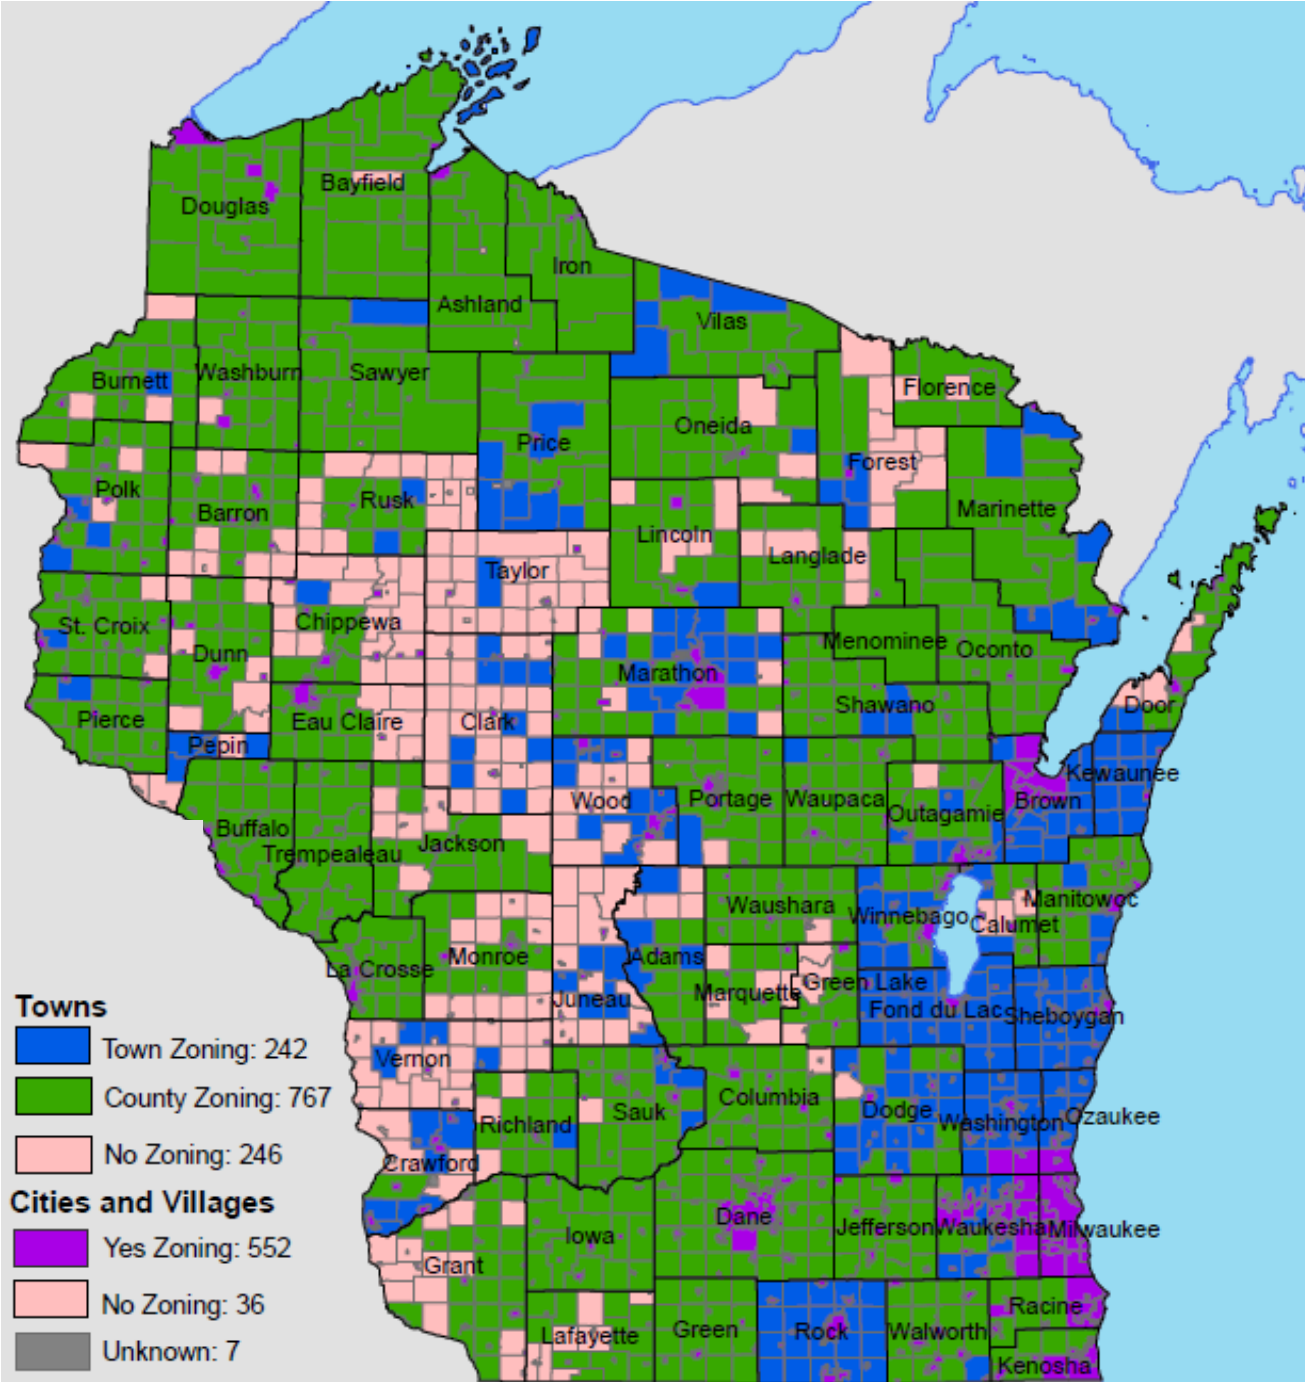 Bayfield
Douglas
Iron
Ashland
Vilas
Burnett
Washburn
Sawyer
Florence
Oneida
Price
Forest
Polk
Rusk
Barron
Marinette
Lincoln
Langlade
Taylor
Chippewa
St. Croix
Menominee
Oconto
Dunn
Marathon
Shawano
Door
Pierce
Eau Claire
Clark
Pepin
Kewaunee
Wood
Portage
Waupaca
Brown
Outagamie
Buffalo
Jackson
Trempealeau
Manitowoc
Waushara
Winnebago
Calumet
Monroe
Adams
La Crosse
Green Lake
Marquette
Juneau
Fond du Lac
Sheboygan
Vernon
Columbia
Dodge
Sauk
Richland
Washington
Ozaukee
Crawford
Dane
Jefferson
Waukesha
Milwaukee
Iowa
Grant
Racine
Lafayette
Green
Rock
Walworth
Kenosha
Towns
Town Zoning: 242
County Zoning: 767
No Zoning: 246
Cities and Villages
Yes Zoning: 552
No Zoning: 36
Unknown: 7